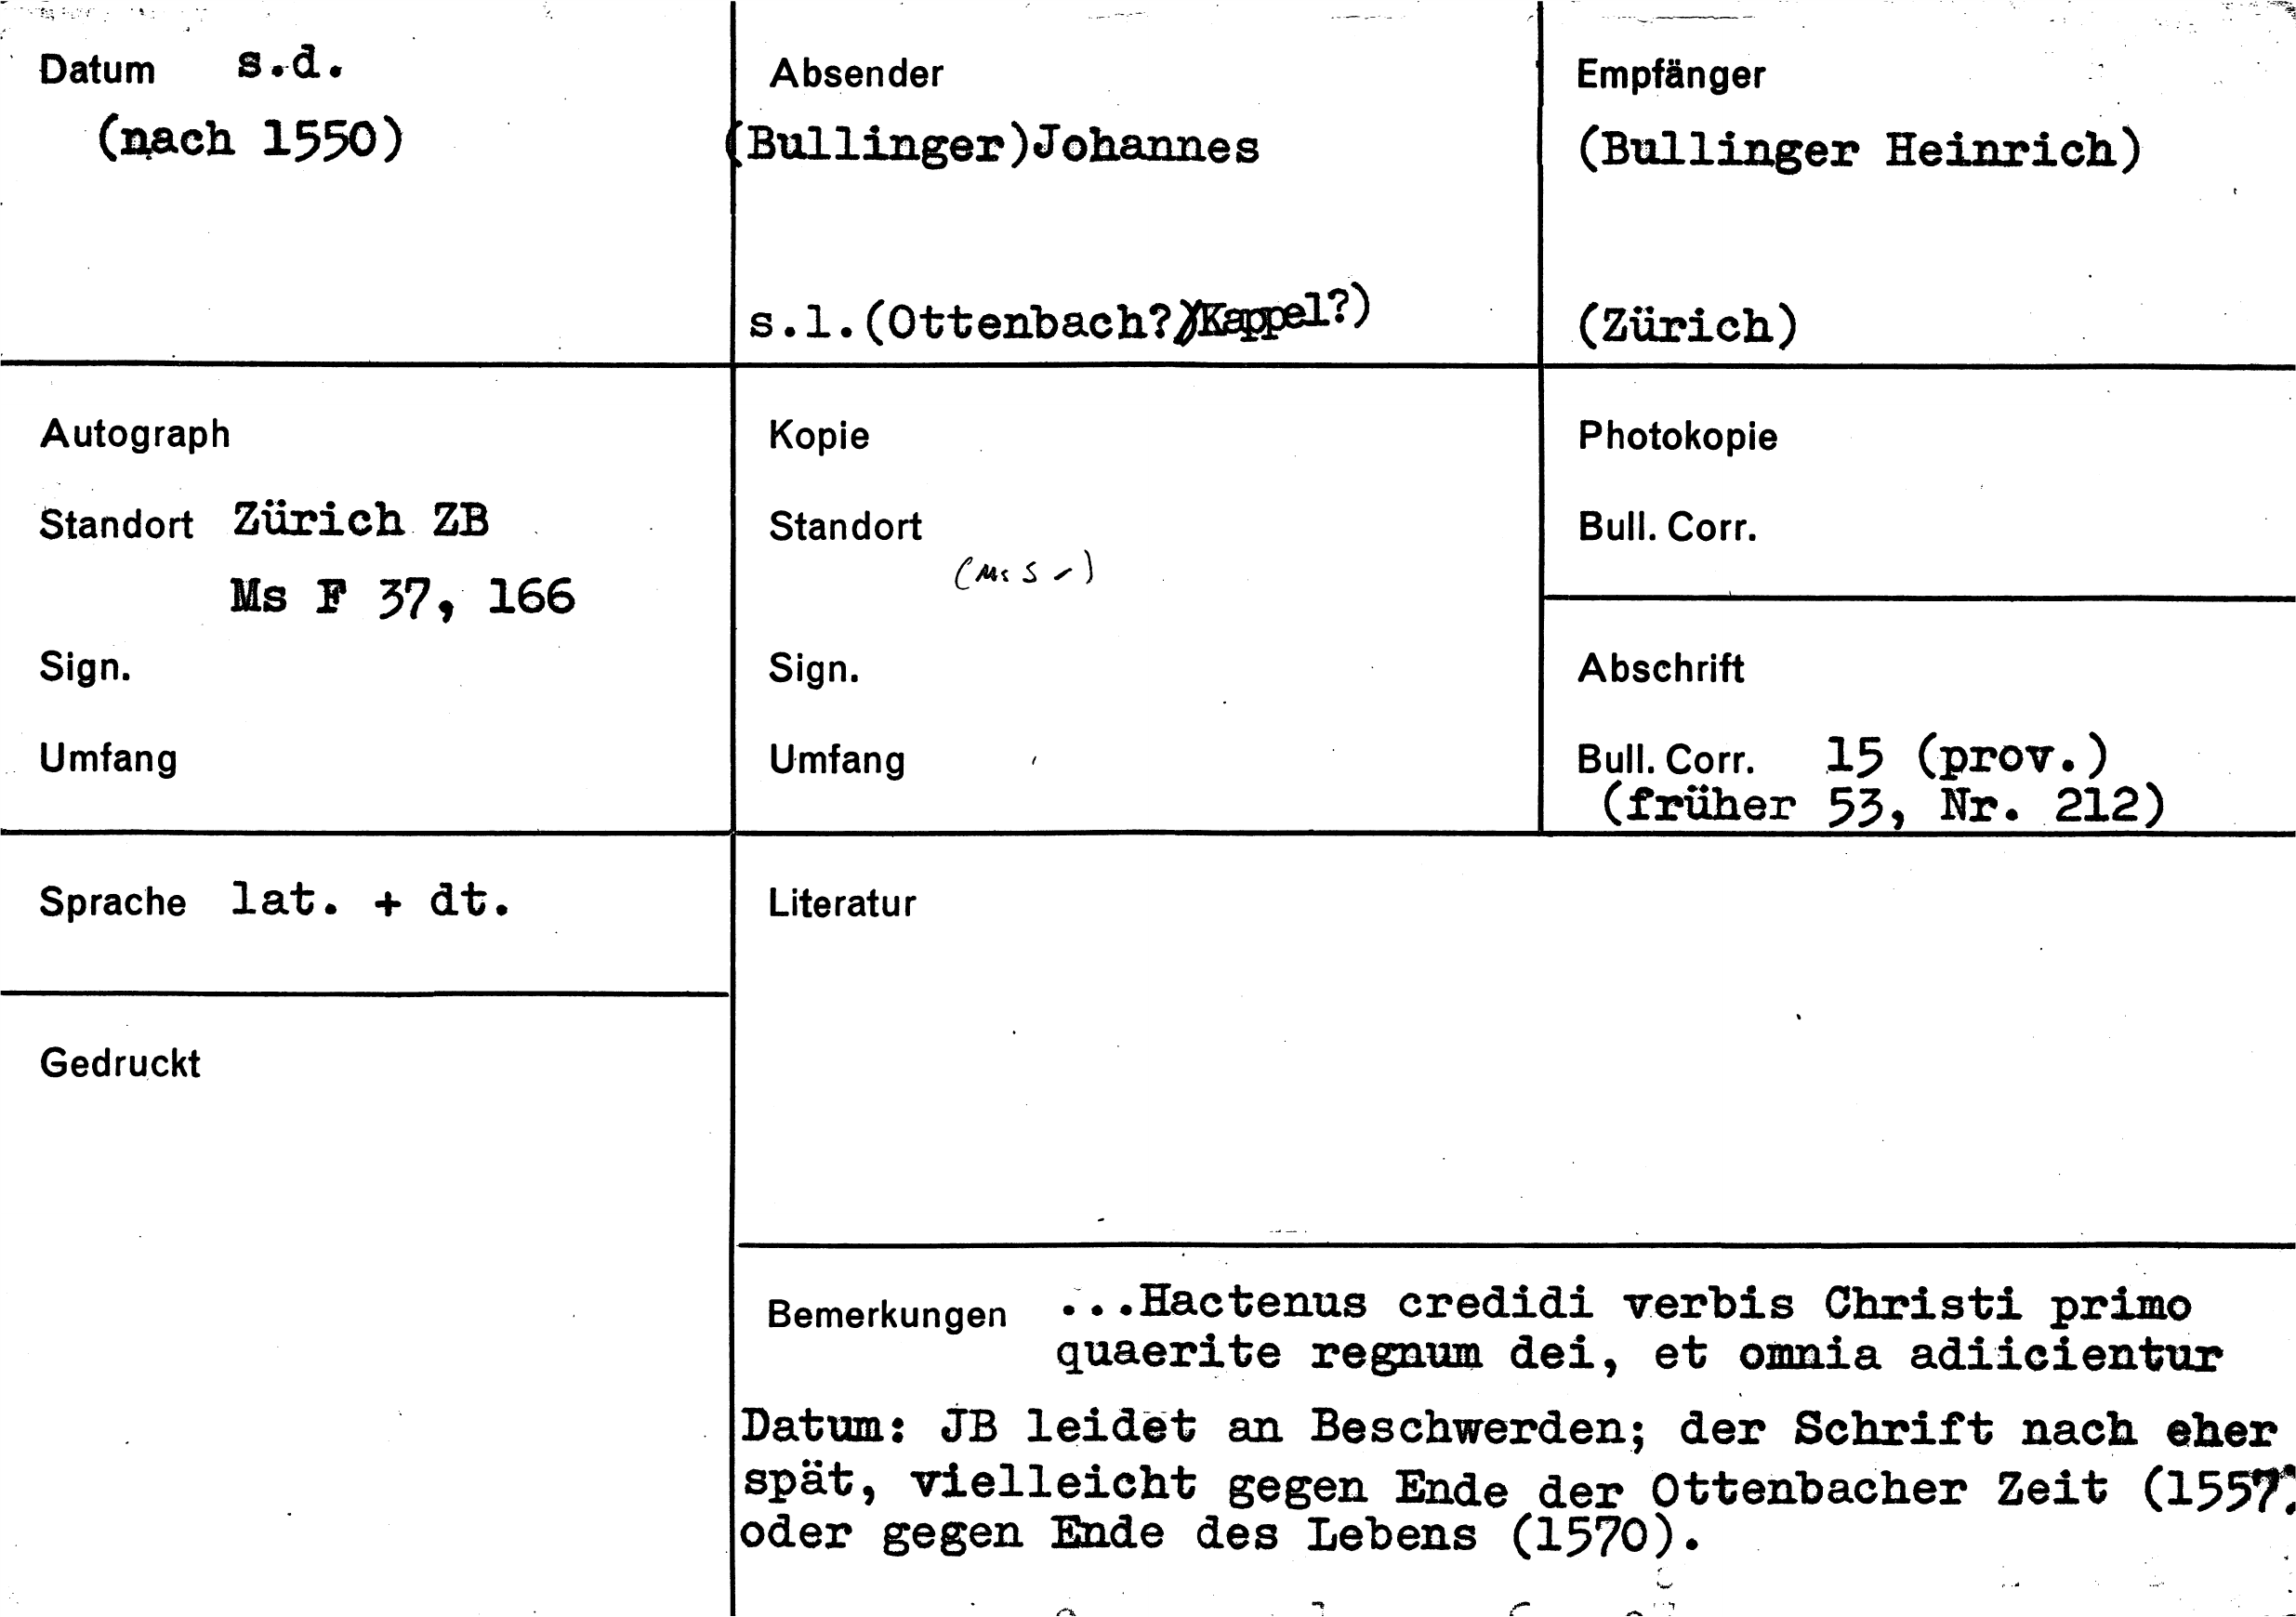 Datum s.d.
(nach 1550)
Absender
(Bullinger)Johannes
s.l.(Ottenbach?)(Kappel?)
Empfänger
(Bullinger Heinrich)
(Zürich)
Autograph
Standort Zürich ZB
Ms F 37, 166
Sign.
Umfang
Kopie
Standort
Sign.
Umfang
Photokopie
Bull. Corr.
Abschrift
Bull. Corr. 15 (prov.)
(früher 53, Nr. 212)
Sprache lat. + dt.
Gedruckt
Literatur
Bemerkungen ...Hactenus credidi verbis Christi primo
quaerite regnum dei, et omnia adiicientur
Datum: JB leidet an Beschwerden; der Schrift nach eher
spät, vielleicht gegen Ende der Ottenbacher Zeit (1557)
oder gegen Ende des Lebens (1570).